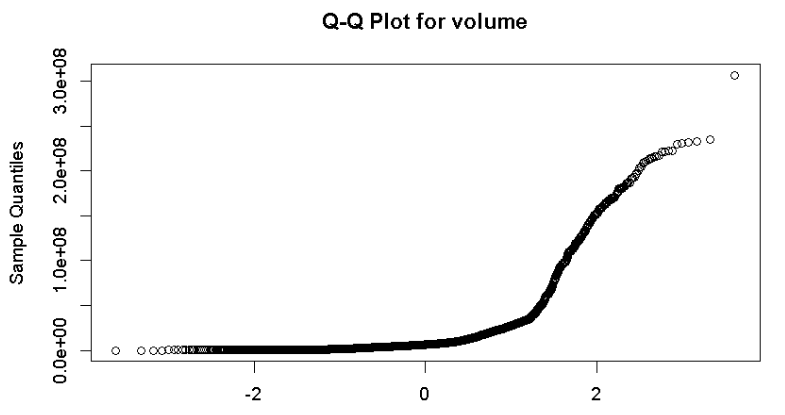 Q-Q Plot for volume
Sample Quantiles
3.0e+08
2.0e+08
1.0e+08
0.0e+00
-2 0 2